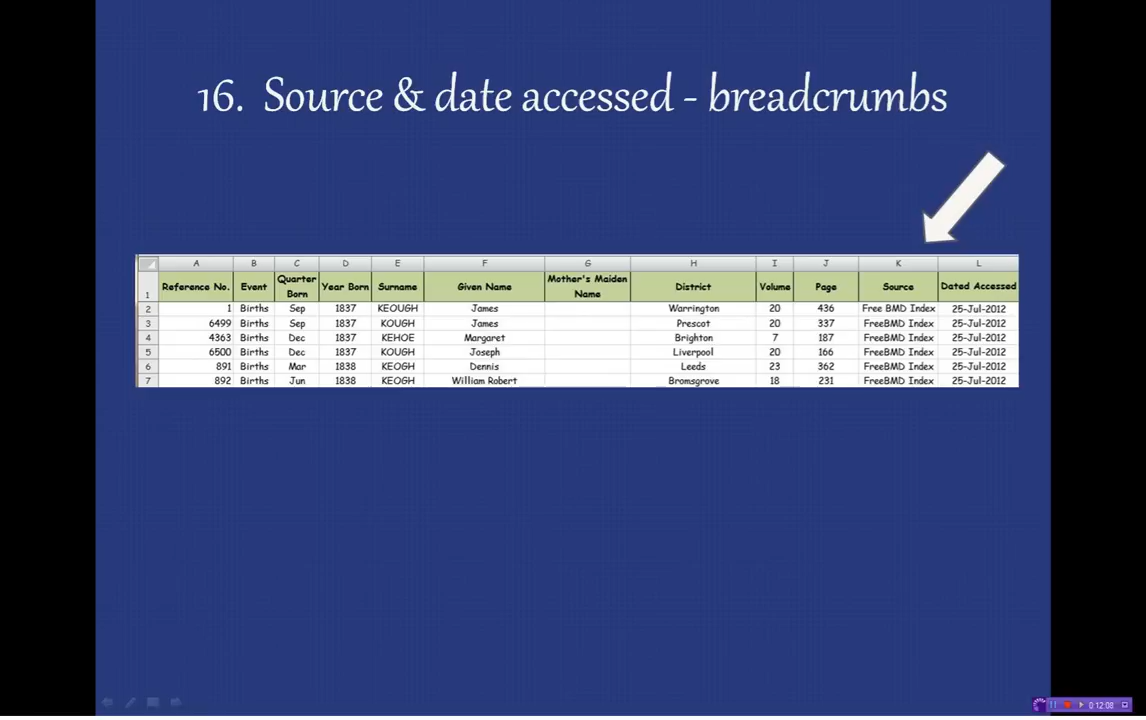 16. Source & date accessed - breadcrumbs
A B C D E F G H I J K L
1 Reference No. Event Quarter Born Year Born Surname Given Name Mother's Maiden Name District Volume Page Source Dated Accessed
2 1 Births Sep 1837 KEOUGH James Warrington 20 436 Free BMD Index 25-Jul-2012
3 6499 Births Sep 1837 KOUGH James Prescot 20 337 FreeBMD Index 25-Jul-2012
4 4363 Births Dec 1837 KEHOE Margaret Brighton 7 187 FreeBMD Index 25-Jul-2012
5 6500 Births Dec 1837 KOUGH Joseph Liverpool 20 166 FreeBMD Index 25-Jul-2012
6 891 Births Mar 1838 KEOGH Dennis Leeds 23 362 FreeBMD Index 25-Jul-2012
7 892 Births Jun 1838 KEOGH William Robert Bromsgrove 18 231 FreeBMD Index 25-Jul-2012
0:12:08